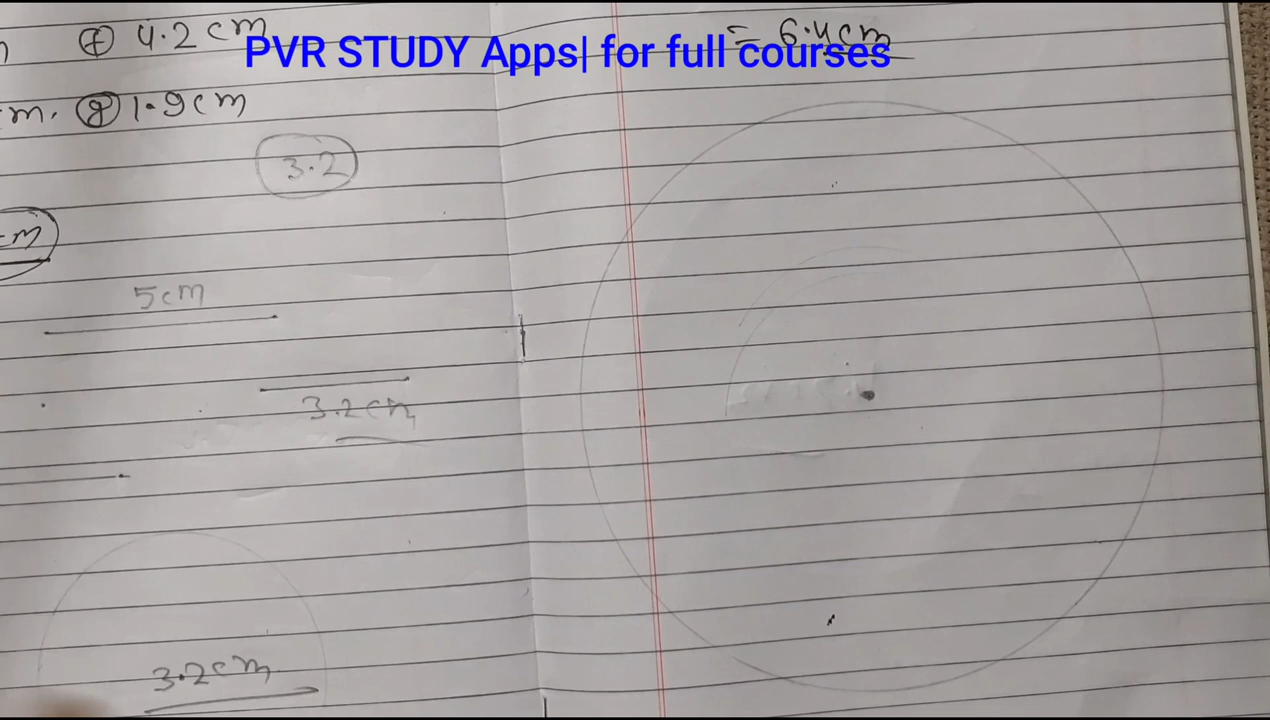 (f) 4.2 cm
= 6.4cm
PVR STUDY Apps| for full courses
m. (g) 1.9 cm
3.2
m
5cm
3.2cm
3.2cm